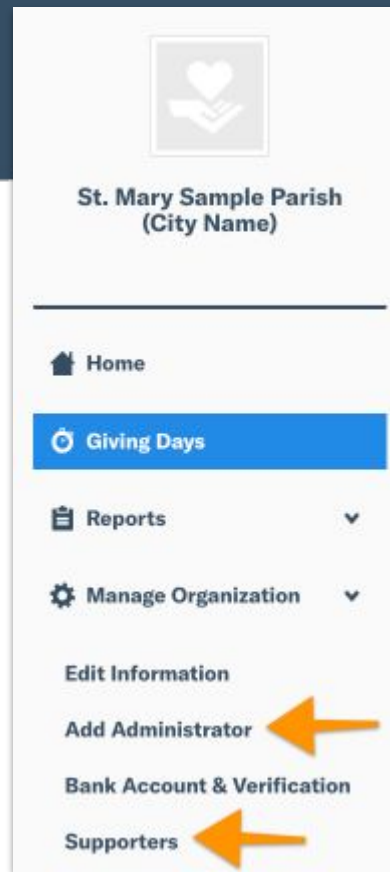 St. Mary Sample Parish
(City Name)
Home
Giving Days
Reports
Manage Organization
Edit Information
Add Administrator
Bank Account & Verification
Supporters